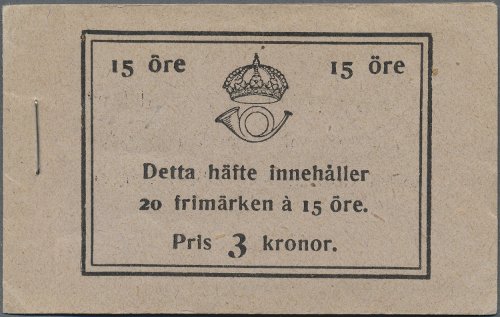 15 öre 15 öre
Detta häfte innehåller
20 frimärken à 15 öre.
Pris 3 kronor.